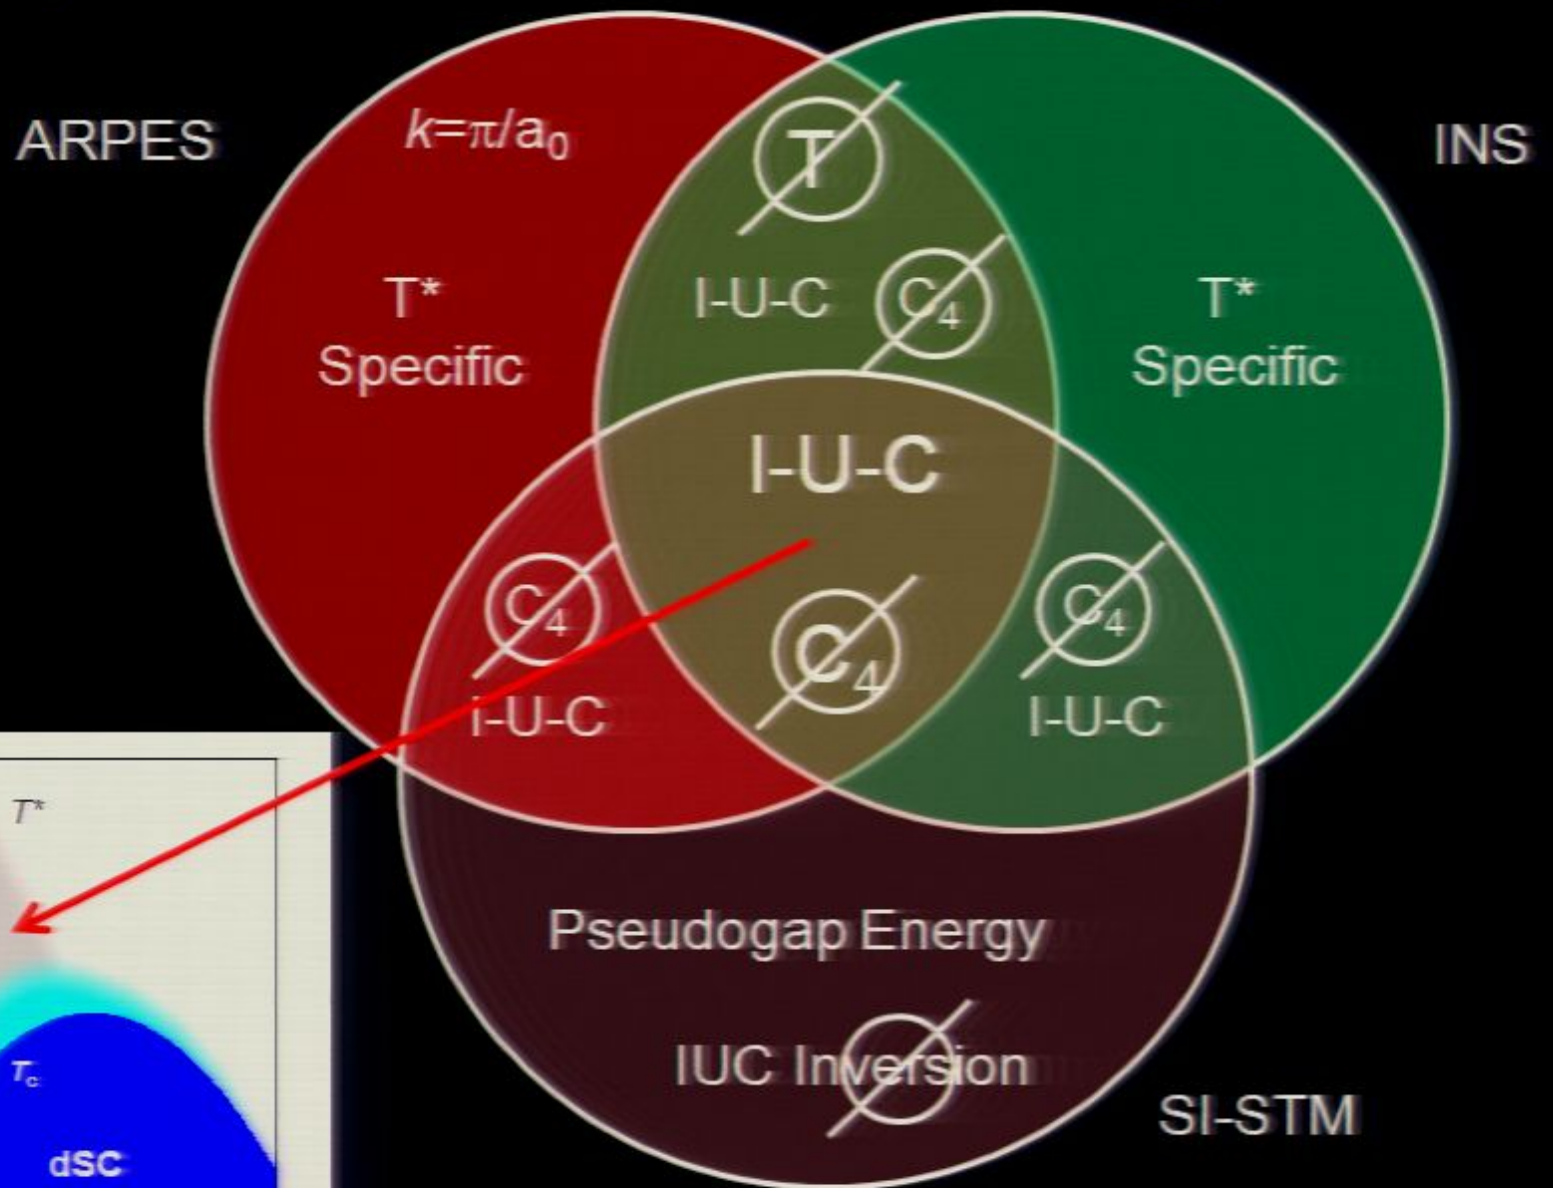 ARPES
k=π/a₀
INS
T
I-U-C C₄
T*
Specific
T*
Specific
I-U-C
C₄
I-U-C
C₄
C₄
I-U-C
T*
Pseudogap Energy
IUC Inversion
Tc
SI-STM
dSC